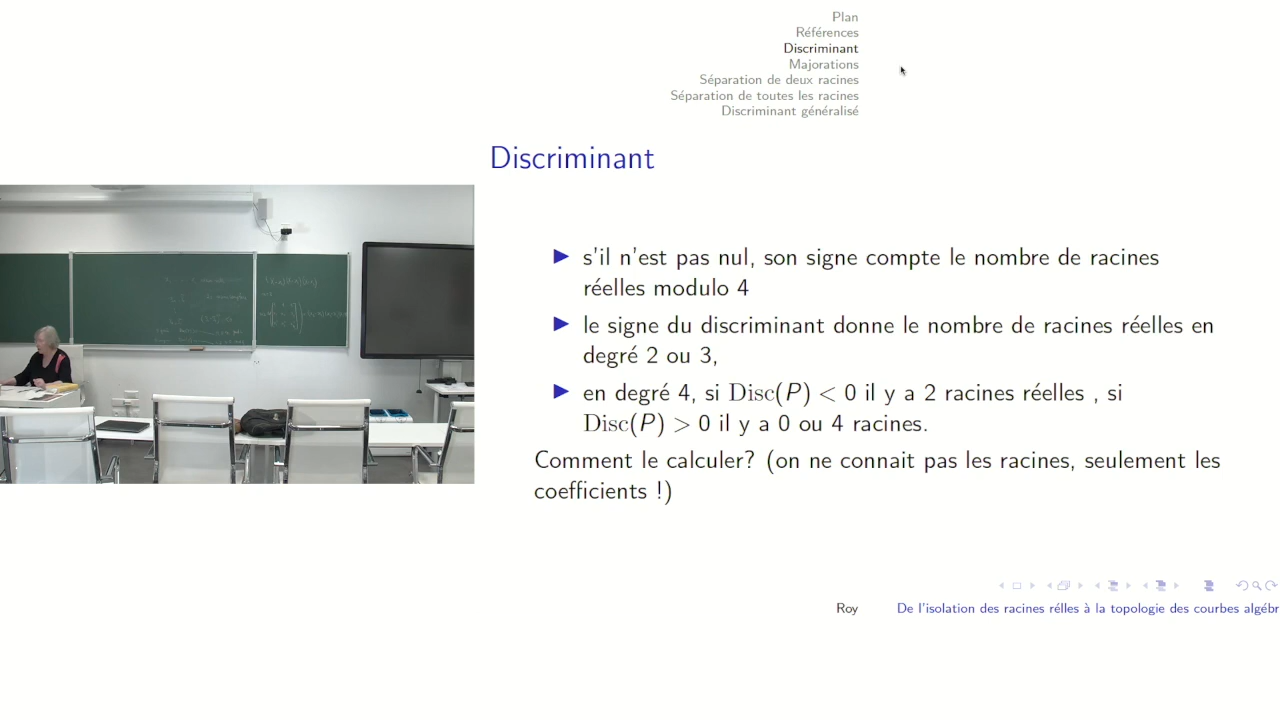 Plan
Références
Discriminant
Majorations
Séparation de deux racines
Séparation de toutes les racines
Discriminant généralisé
Discriminant
s'il n'est pas nul, son signe compte le nombre de racines
réelles modulo 4
le signe du discriminant donne le nombre de racines réelles en
degré 2 ou 3,
en degré 4, si Disc(P) < 0 il y a 2 racines réelles , si
Disc(P) > 0 il y a 0 ou 4 racines.
Comment le calculer? (on ne connait pas les racines, seulement les
coefficients !)
Roy
De l'isolation des racines rélles à la topologie des courbes algébr